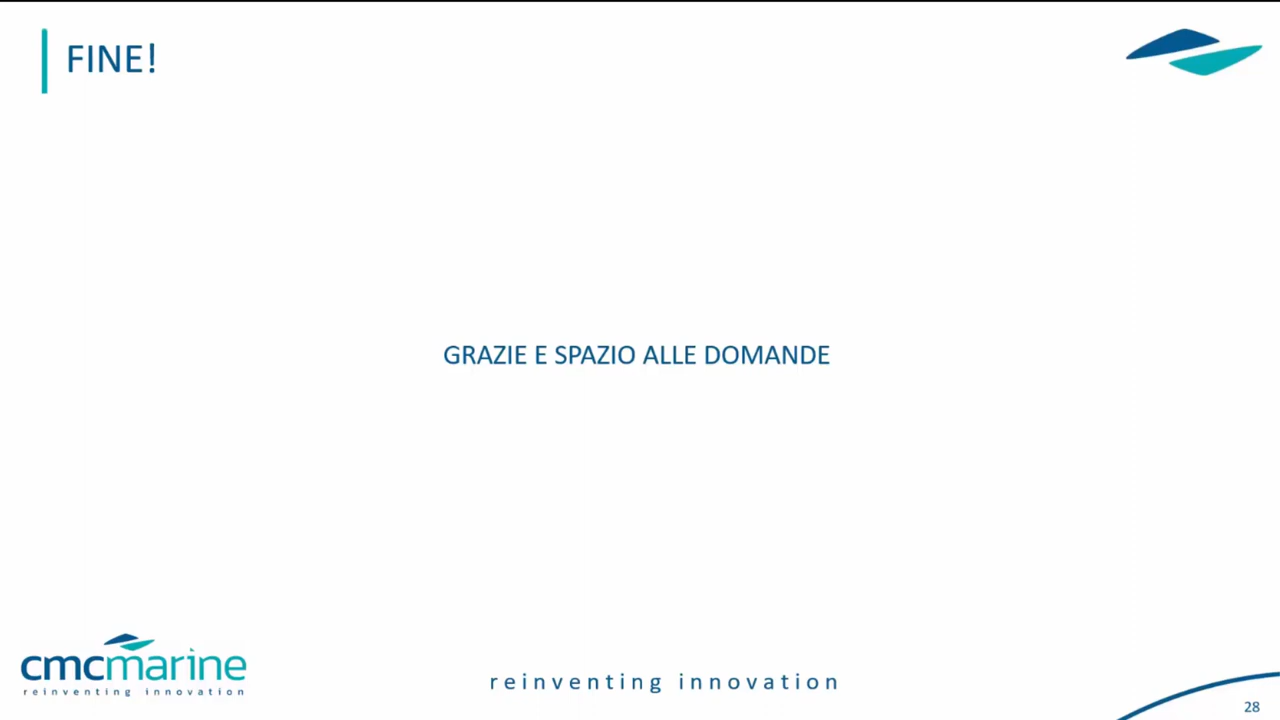 FINE!
GRAZIE E SPAZIO ALLE DOMANDE
cmcmarine
reinventing innovation
reinventing innovation
28